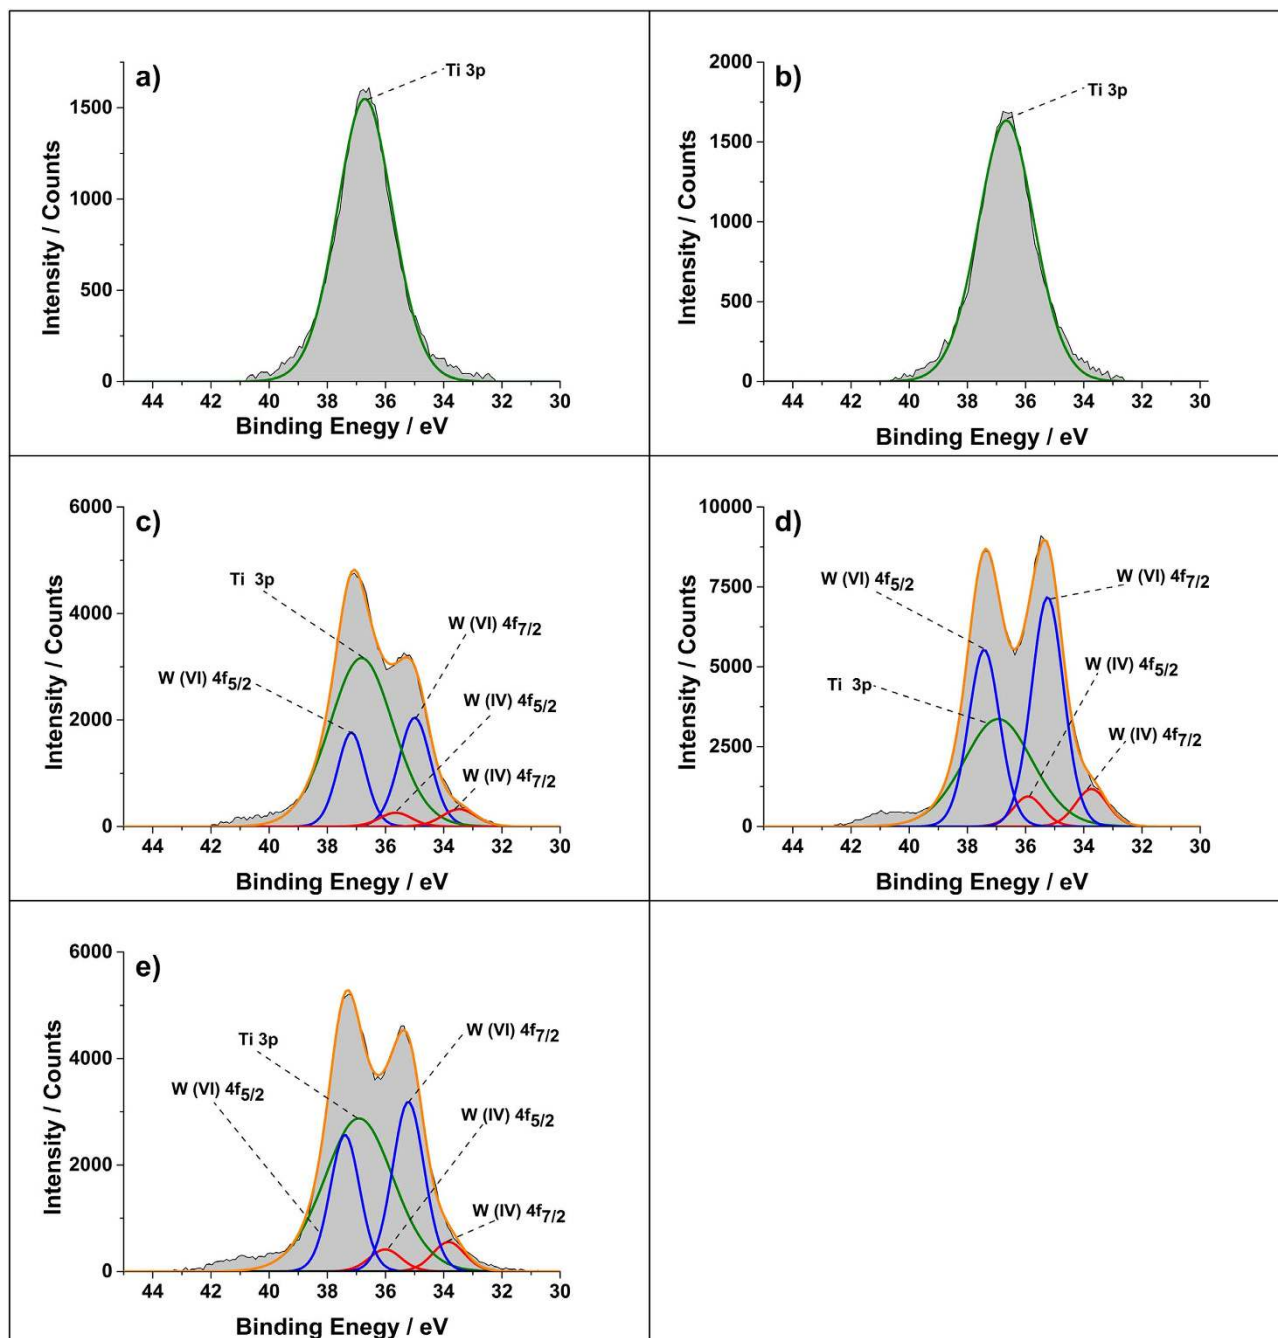 a)
Ti 3p
1500
1000
500
0
44 42 40 38 36 34 32 30
Intensity / Counts
Binding Enegy / eV
b)
Ti 3p
2000
1500
1000
500
0
44 42 40 38 36 34 32 30
Intensity / Counts
Binding Enegy / eV
c)
Ti 3p
W (VI) 4f7/2
W (VI) 4f5/2
W (IV) 4f5/2
W (IV) 4f7/2
6000
4000
2000
0
44 42 40 38 36 34 32 30
Intensity / Counts
Binding Enegy / eV
d)
W (VI) 4f5/2
W (VI) 4f7/2
W (IV) 4f5/2
Ti 3p
W (IV) 4f7/2
10000
7500
5000
2500
0
44 42 40 38 36 34 32 30
Intensity / Counts
Binding Enegy / eV
e)
Ti 3p
W (VI) 4f7/2
W (VI) 4f5/2
W (IV) 4f5/2
W (IV) 4f7/2
6000
4000
2000
0
44 42 40 38 36 34 32 30
Intensity / Counts
Binding Enegy / eV